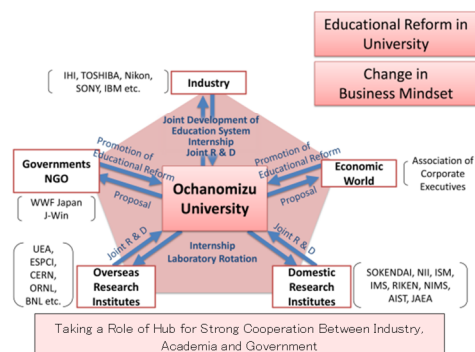 Educational Reform in
University
Change in
Business Mindset
IHI, TOSHIBA, Nikon,
SONY, IBM etc.
Industry
Joint Development of
Education System
Internship
Joint R & D
Promotion of
Educational Reform
Proposal
Governments
NGO
WWF Japan
J-Win
Ochanomizu
University
Promotion of
Educational Reform
Proposal
Economic
World
Association of
Corporate
Executives
Joint R & D
Internship
Laboratory Rotation
Joint R & D
UEA,
ESPCI,
CERN,
ORNL,
BNL etc.
Overseas
Research
Institutes
Domestic
Research
Institutes
SOKENDAI, NII, ISM,
IMS, RIKEN, NIMS,
AIST, JAEA
Taking a Role of Hub for Strong Cooperation Between Industry,
Academia and Government